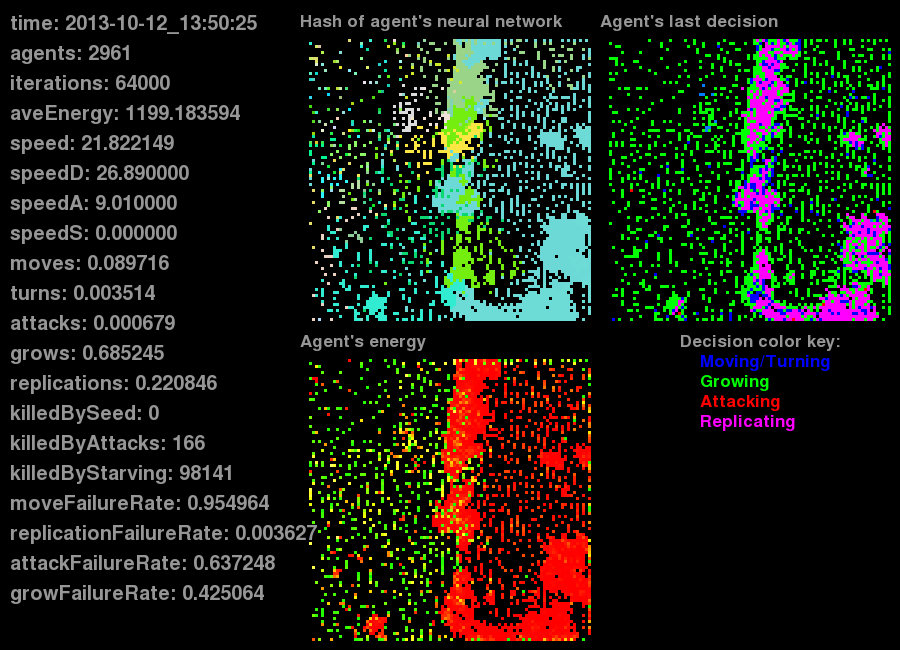 time: 2013-10-12_13:50:25
agents: 2961
iterations: 64000
aveEnergy: 1199.183594
speed: 21.822149
speedD: 26.890000
speedA: 9.010000
speedS: 0.000000
moves: 0.089716
turns: 0.003514
attacks: 0.000679
grows: 0.685245
replications: 0.220846
killedBySeed: 0
killedByAttacks: 166
killedByStarving: 98141
moveFailureRate: 0.954964
replicationFailureRate: 0.003627
attackFailureRate: 0.637248
growFailureRate: 0.425064
Hash of agent's neural network
Agent's last decision
Agent's energy
Decision color key:
Moving/Turning
Growing
Attacking
Replicating